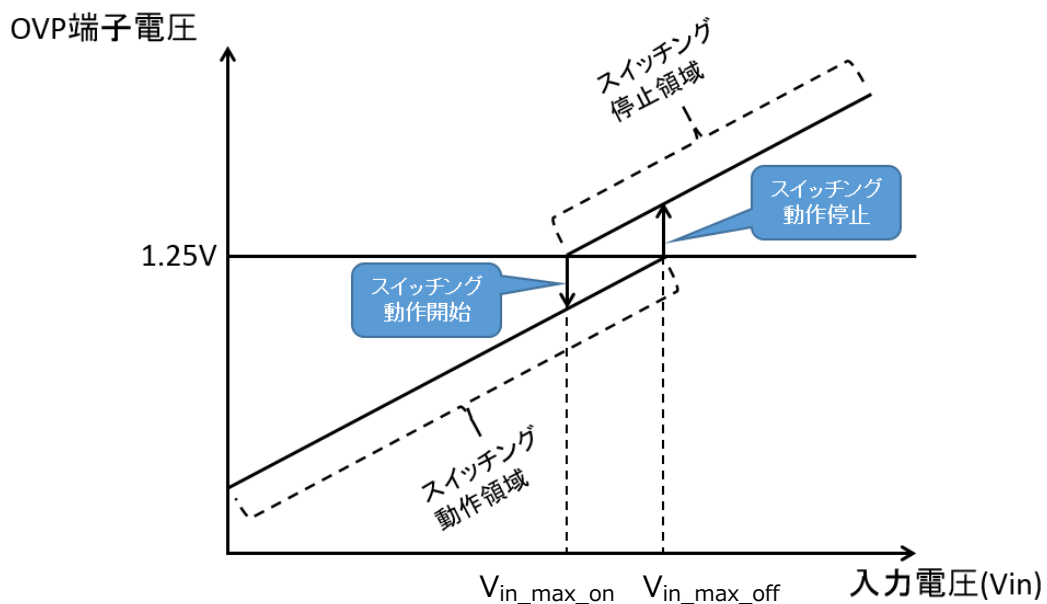 OVP端子電圧
スイッチング
停止領域
スイッチング
動作停止
1.25V
スイッチング
動作開始
スイッチング
動作領域
Vin_max_on
Vin_max_off
入力電圧(Vin)